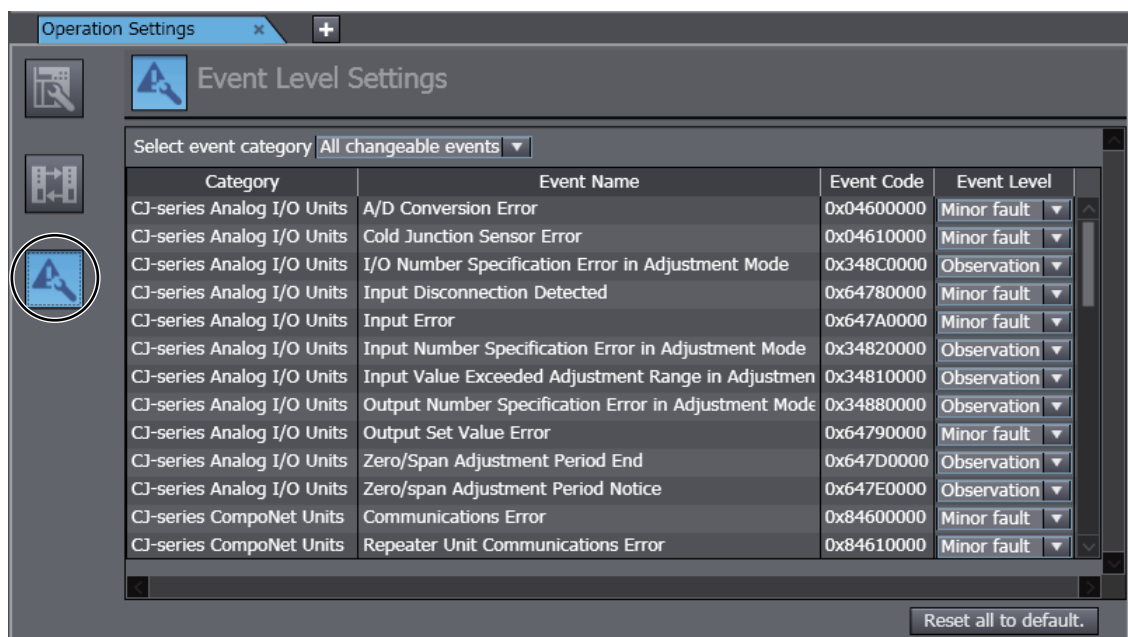 Operation Settings
Event Level Settings
Select event category All changeable events
Category Event Name Event Code Event Level
CJ-series Analog I/O Units A/D Conversion Error 0x04600000 Minor fault
CJ-series Analog I/O Units Cold Junction Sensor Error 0x04610000 Minor fault
CJ-series Analog I/O Units I/O Number Specification Error in Adjustment Mode 0x348C0000 Observation
CJ-series Analog I/O Units Input Disconnection Detected 0x64780000 Minor fault
CJ-series Analog I/O Units Input Error 0x647A0000 Minor fault
CJ-series Analog I/O Units Input Number Specification Error in Adjustment Mode 0x34820000 Observation
CJ-series Analog I/O Units Input Value Exceeded Adjustment Range in Adjustmen 0x34810000 Observation
CJ-series Analog I/O Units Output Number Specification Error in Adjustment Mode 0x34880000 Observation
CJ-series Analog I/O Units Output Set Value Error 0x64790000 Minor fault
CJ-series Analog I/O Units Zero/Span Adjustment Period End 0x647D0000 Observation
CJ-series Analog I/O Units Zero/span Adjustment Period Notice 0x647E0000 Observation
CJ-series CompoNet Units Communications Error 0x84600000 Minor fault
CJ-series CompoNet Units Repeater Unit Communications Error 0x84610000 Minor fault
Reset all to default.